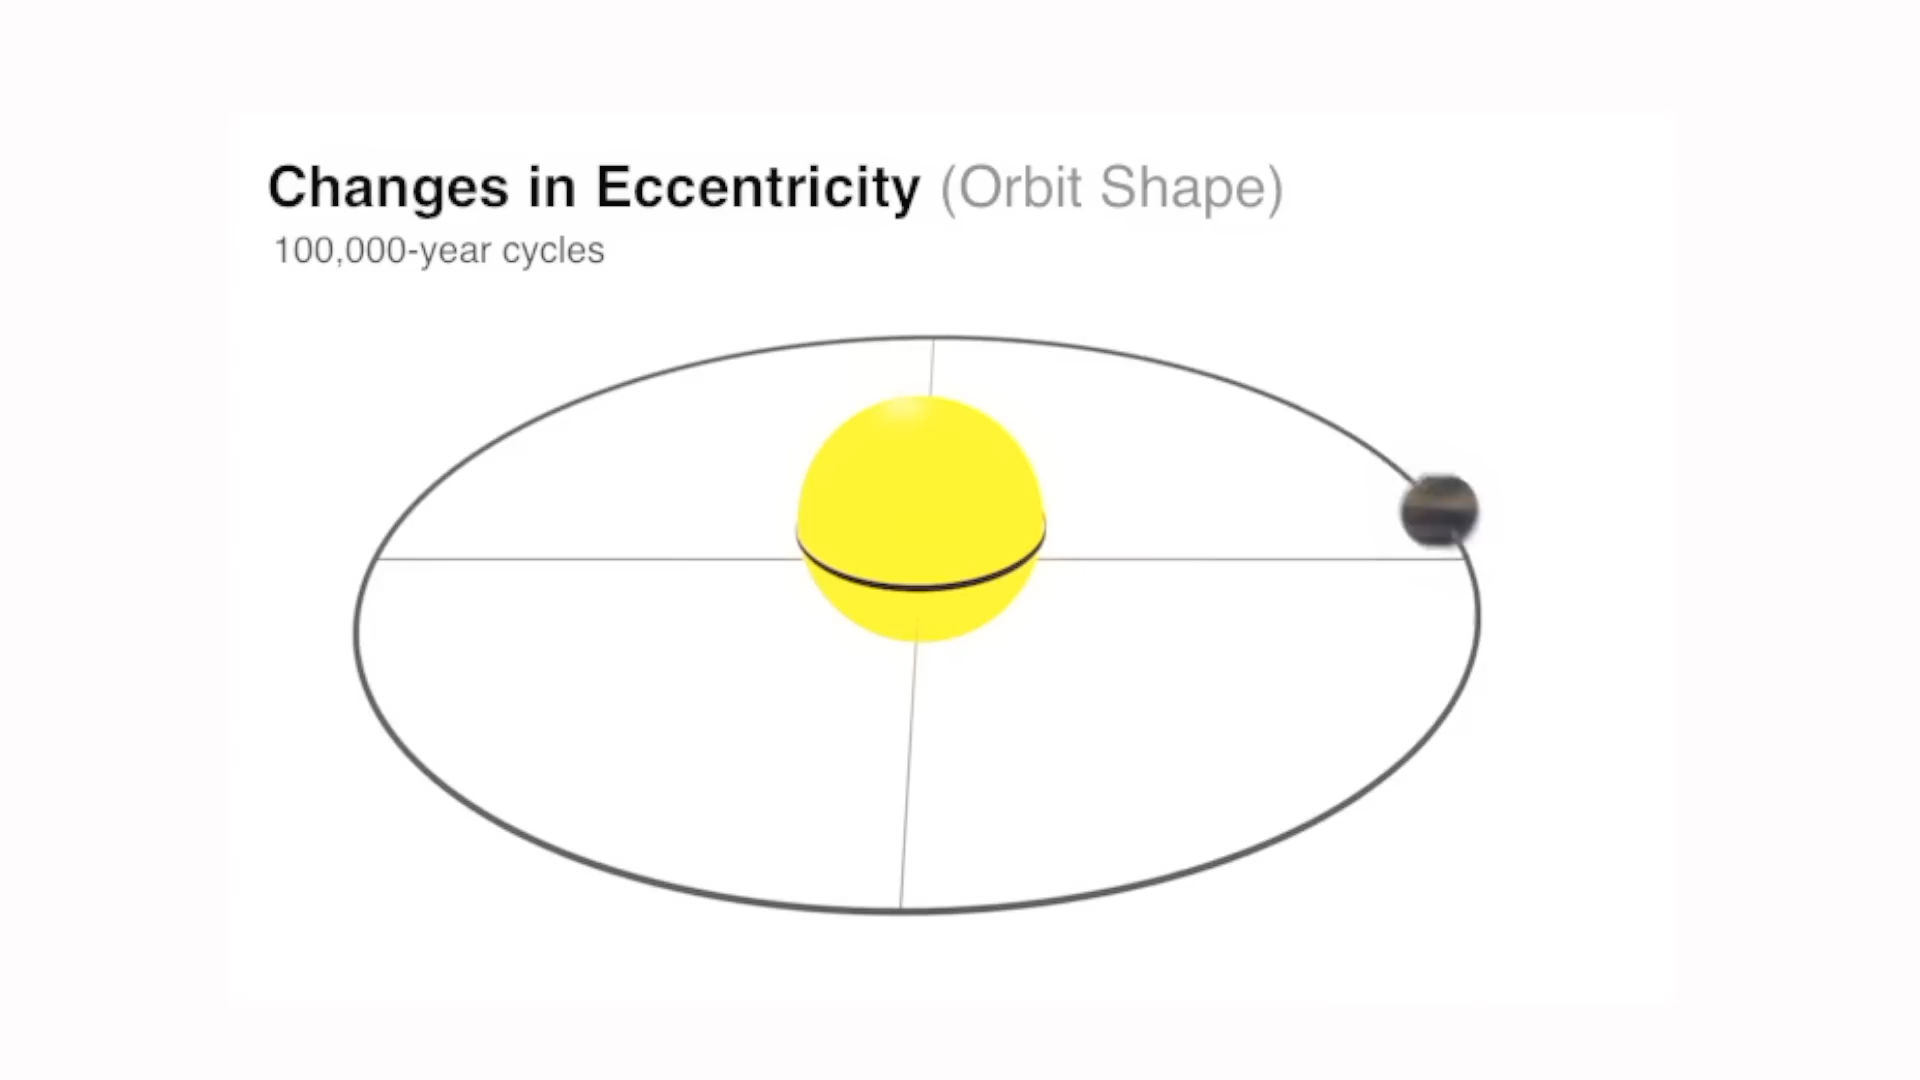 Changes in Eccentricity (Orbit Shape)
100,000-year cycles